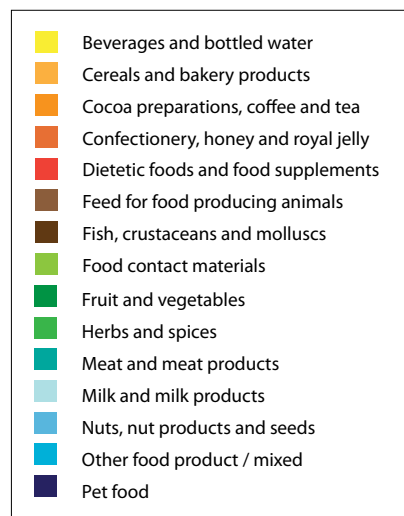 Beverages and bottled water
Cereals and bakery products
Cocoa preparations, coffee and tea
Confectionery, honey and royal jelly
Dietetic foods and food supplements
Feed for food producing animals
Fish, crustaceans and molluscs
Food contact materials
Fruit and vegetables
Herbs and spices
Meat and meat products
Milk and milk products
Nuts, nut products and seeds
Other food product / mixed
Pet food